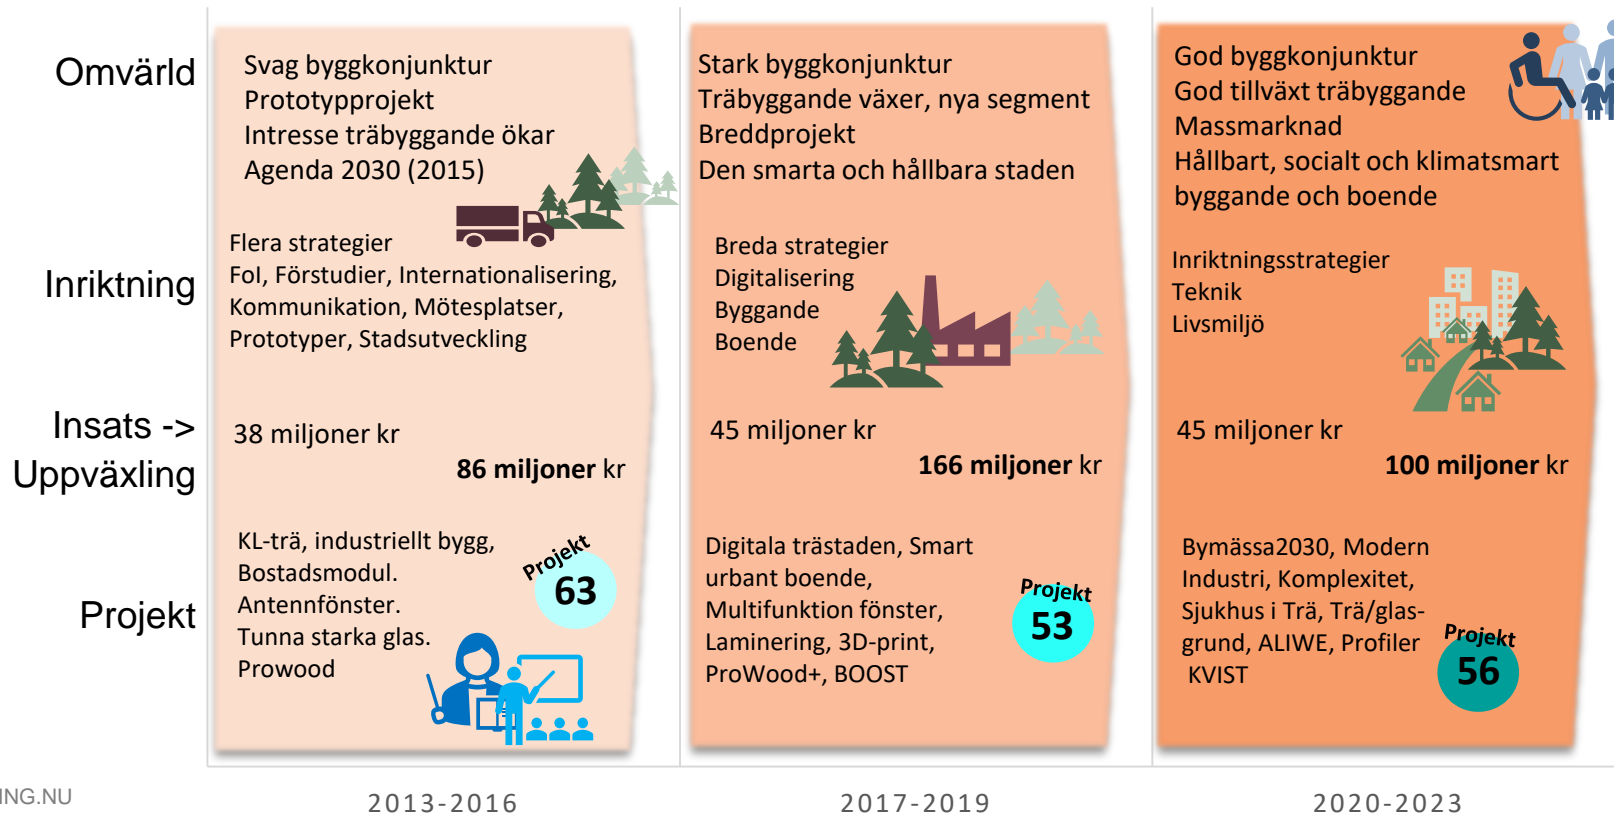 Omvärld
Svag byggkonjunktur
Prototypprojekt
Intresse träbyggande ökar
Agenda 2030 (2015)
Stark byggkonjunktur
Träbyggande växer, nya segment
Breddprojekt
Den smarta och hållbara staden
God byggkonjunktur
God tillväxt träbyggande
Massmarknad
Hållbart, socialt och klimatsmart
byggande och boende
Inriktning
Flera strategier
FoI, Förstudier, Internationalisering,
Kommunikation, Mötesplatser,
Prototyper, Stadsutveckling
Breda strategier
Digitalisering
Byggande
Boende
Inriktningsstrategier
Teknik
Livsmiljö
Insats ->
Uppväxling
38 miljoner kr
86 miljoner kr
45 miljoner kr
166 miljoner kr
45 miljoner kr
100 miljoner kr
Projekt
KL-trä, industriellt bygg,
Bostadsmodul.
Antennfönster.
Tunna starka glas.
Prowood
Projekt
63
Digitala trästaden, Smart
urbant boende,
Multifunktion fönster,
Laminering, 3D-print,
ProWood+, BOOST
Projekt
53
Bymässa2030, Modern
Industri, Komplexitet,
Sjukhus i Trä, Trä/glas-
grund, ALIWE, Profiler
KVIST
Projekt
56
ING.NU
2013-2016
2017-2019
2020-2023